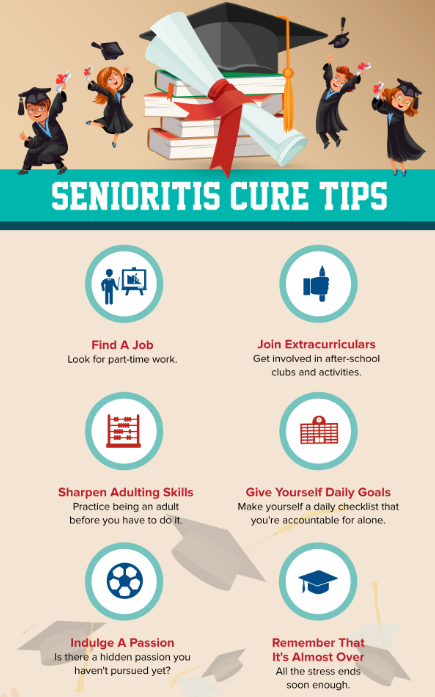 SENIORITIS CURE TIPS
Find A Job
Look for part-time work.
Join Extracurriculars
Get involved in after-school
clubs and activities.
Sharpen Adulting Skills
Practice being an adult
before you have to do it.
Give Yourself Daily Goals
Make yourself a daily checklist that
you're accountable for alone.
Indulge A Passion
Is there a hidden passion you
haven't pursued yet?
Remember That
It's Almost Over
All the stress ends
soon enough.